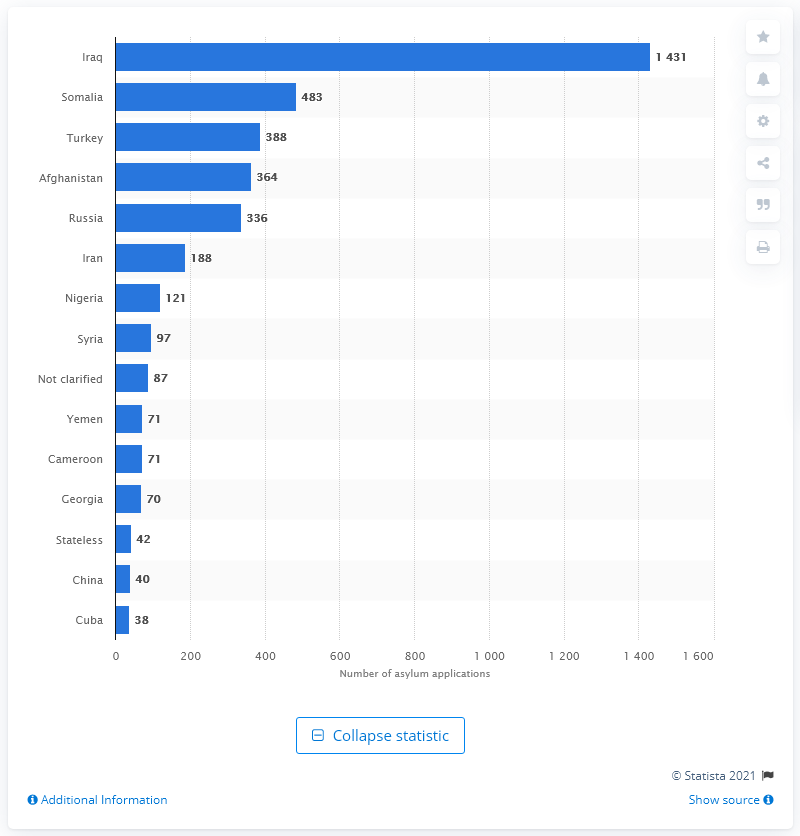 Iraq 1 431
Somalia 483
Turkey 388
Afghanistan 364
Russia 336
Iran 188
Nigeria 121
Syria 97
Not clarified 87
Yemen 71
Cameroon 71
Georgia 70
Stateless 42
China 40
Cuba 38
0 200 400 600 800 1 000 1 200 1 400 1 600
Number of asylum applications
Collapse statistic
© Statista 2021
Additional Information
Show source